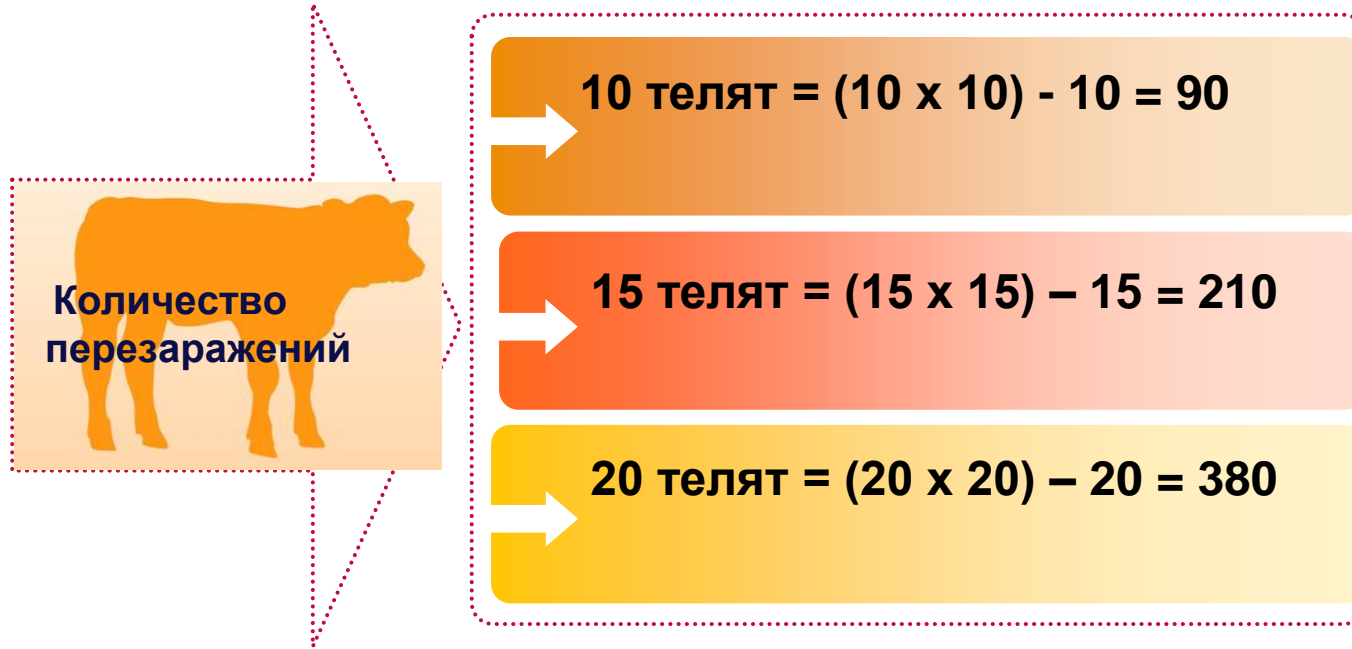 Количество
перезаражений
10 телят = (10 х 10) - 10 = 90
15 телят = (15 х 15) – 15 = 210
20 телят = (20 х 20) – 20 = 380